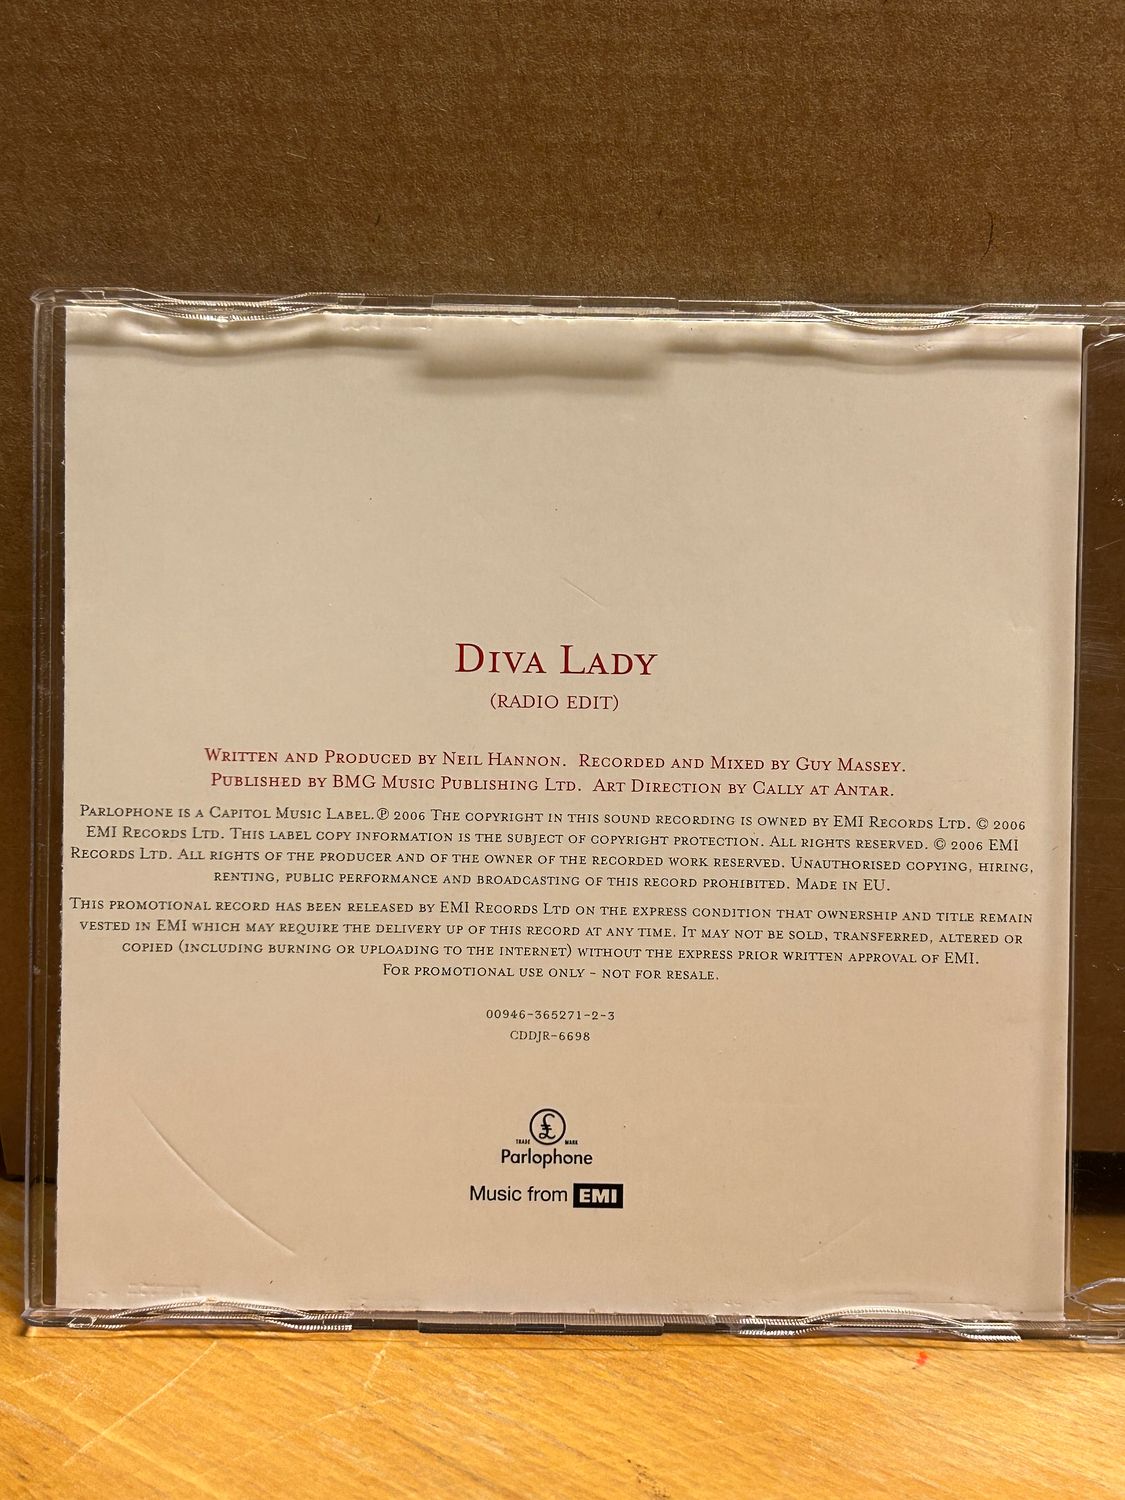 Diva Lady
(RADIO EDIT)
Written and Produced by Neil Hannon. Recorded and Mixed by Guy Massey.
Published by BMG Music Publishing Ltd. Art Direction by Cally at Antar.
Parlophone is a Capitol Music Label.℗ 2006 The copyright in this sound recording is owned by EMI Records Ltd. © 2006
EMI Records Ltd. This label copy information is the subject of copyright protection. All rights reserved. © 2006 EMI
Records Ltd. All rights of the producer and of the owner of the recorded work reserved. Unauthorised copying, hiring,
renting, public performance and broadcasting of this record prohibited. Made in EU.
This promotional record has been released by EMI Records Ltd on the express condition that ownership and title remain
vested in EMI which may require the delivery up of this record at any time. It may not be sold, transferred, altered or
copied (including burning or uploading to the internet) without the express prior written approval of EMI.
For promotional use only - not for resale.
00946-365271-2-3
CDDJR-6698
£
TRADE MARK
Parlophone
Music from EMI